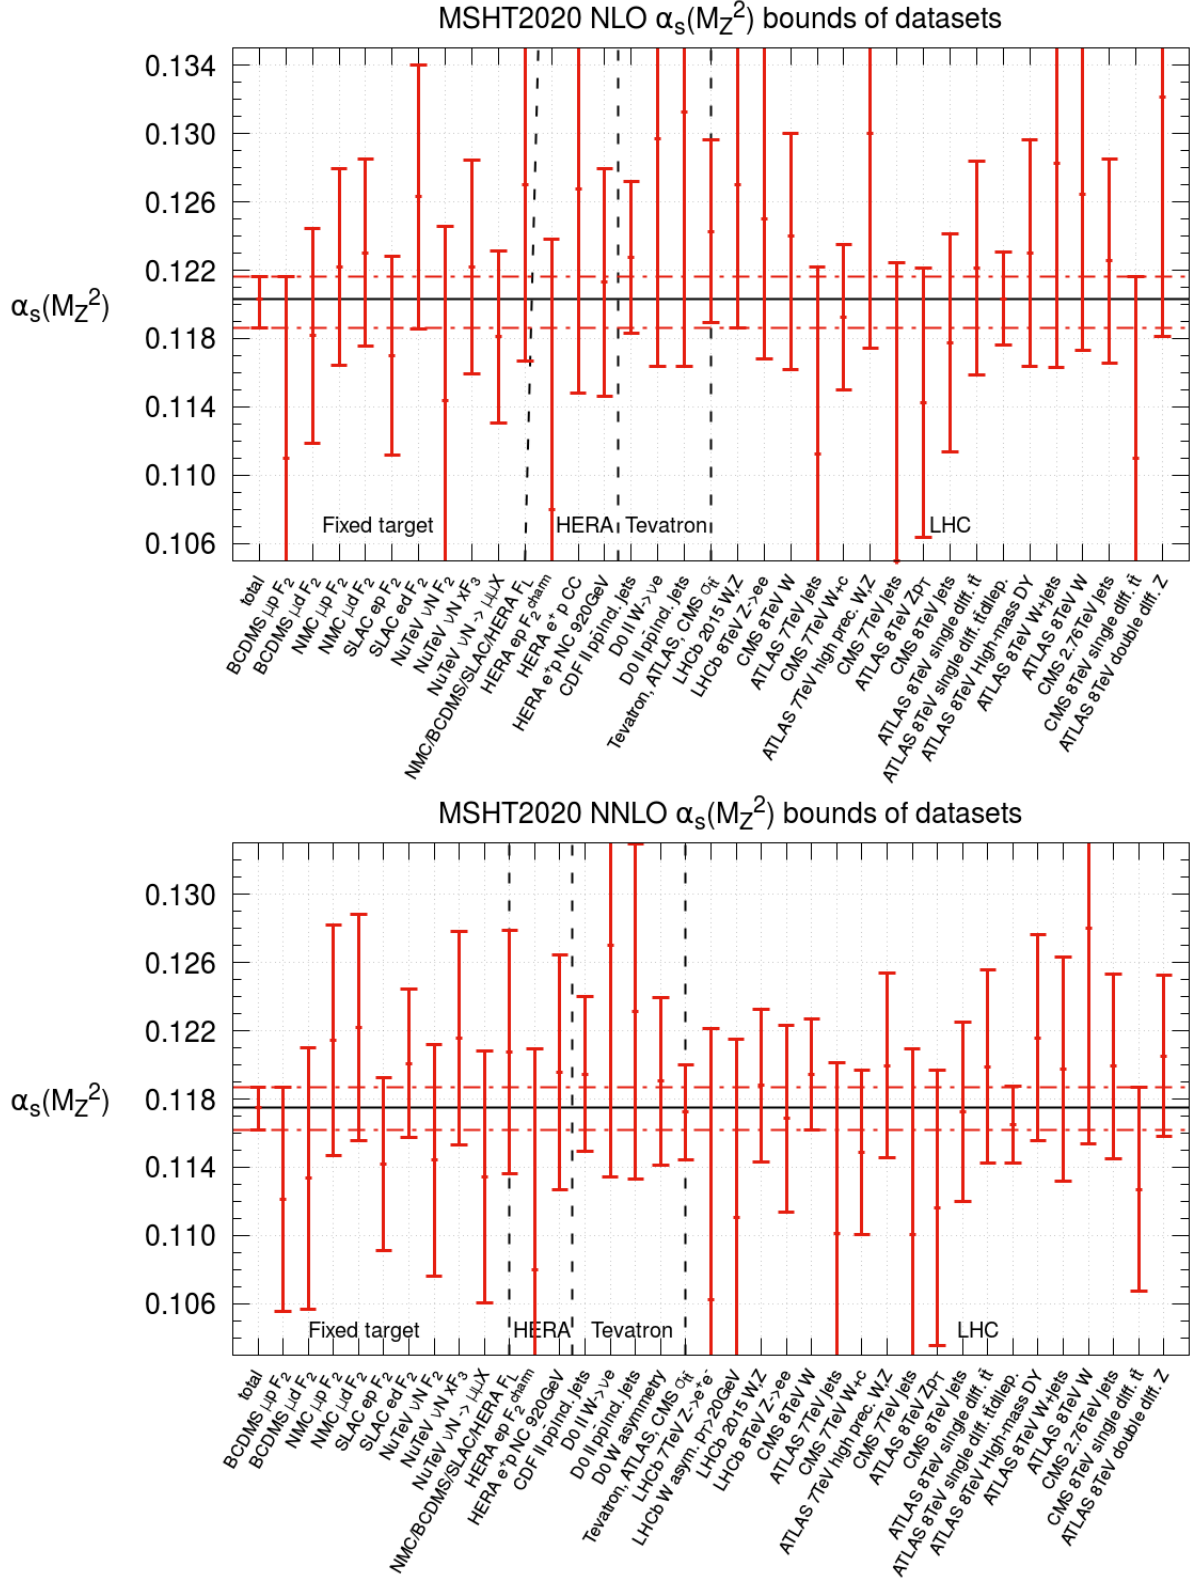 MSHT2020 NLO αs(MZ²) bounds of datasets
0.134
0.130
0.126
0.122
0.118
0.114
0.110
0.106
αs(MZ²)
Fixed target
HERA
Tevatron
LHC
total
BCDMS μp F2
BCDMS μd F2
NMC μp F2
NMC μd F2
SLAC ep F2
SLAC ed F2
NuTeV νN F2
NuTeV νN xF3
NuTeV νN -> μμX
NMC/BCDMS/SLAC/HERA FL
HERA ep F2 charm
HERA e⁺p CC
HERA e⁺p NC 920GeV
CDF II pp̄incl. jets
D0 II W->νe
D0 II pp̄incl. jets
Tevatron, ATLAS, CMS σtt̄
LHCb 2015 W,Z
LHCb 8TeV Z->ee
CMS 8TeV W
ATLAS 7TeV jets
CMS 7TeV W+c
ATLAS 7TeV high prec. W,Z
CMS 7TeV jets
ATLAS 8TeV ZpT
CMS 8TeV jets
ATLAS 8TeV single diff. tt̄
ATLAS 8TeV single diff. tt̄dilep.
ATLAS 8TeV High-mass DY
ATLAS 8TeV W+jets
ATLAS 8TeV W
CMS 2.76TeV jets
CMS 8TeV single diff. tt̄
ATLAS 8TeV double diff. Z
MSHT2020 NNLO αs(MZ²) bounds of datasets
0.130
0.126
0.122
0.118
0.114
0.110
0.106
αs(MZ²)
Fixed target
HERA
Tevatron
LHC
total
BCDMS μp F2
BCDMS μd F2
NMC μp F2
NMC μd F2
SLAC ep F2
SLAC ed F2
NuTeV νN F2
NuTeV νN xF3
NuTeV νN -> μμX
NMC/BCDMS/SLAC/HERA FL
HERA ep F2 charm
HERA e⁺p NC 920GeV
CDF II pp̄incl. jets
D0 II W->νe
D0 II pp̄incl. jets
D0 W asymmetry
Tevatron, ATLAS, CMS σtt̄
LHCb 7TeV Z->e⁺e⁻
LHCb W asym. pT>20GeV
LHCb 2015 W,Z
LHCb 8TeV Z->ee
CMS 8TeV W
ATLAS 7TeV jets
CMS 7TeV W+c
ATLAS 7TeV high prec. W,Z
CMS 7TeV jets
ATLAS 8TeV ZpT
CMS 8TeV jets
ATLAS 8TeV single diff. tt̄
ATLAS 8TeV single diff. tt̄dilep.
ATLAS 8TeV High-mass DY
ATLAS 8TeV W+jets
ATLAS 8TeV W
CMS 2.76TeV jets
CMS 8TeV single diff. tt̄
ATLAS 8TeV double diff. Z